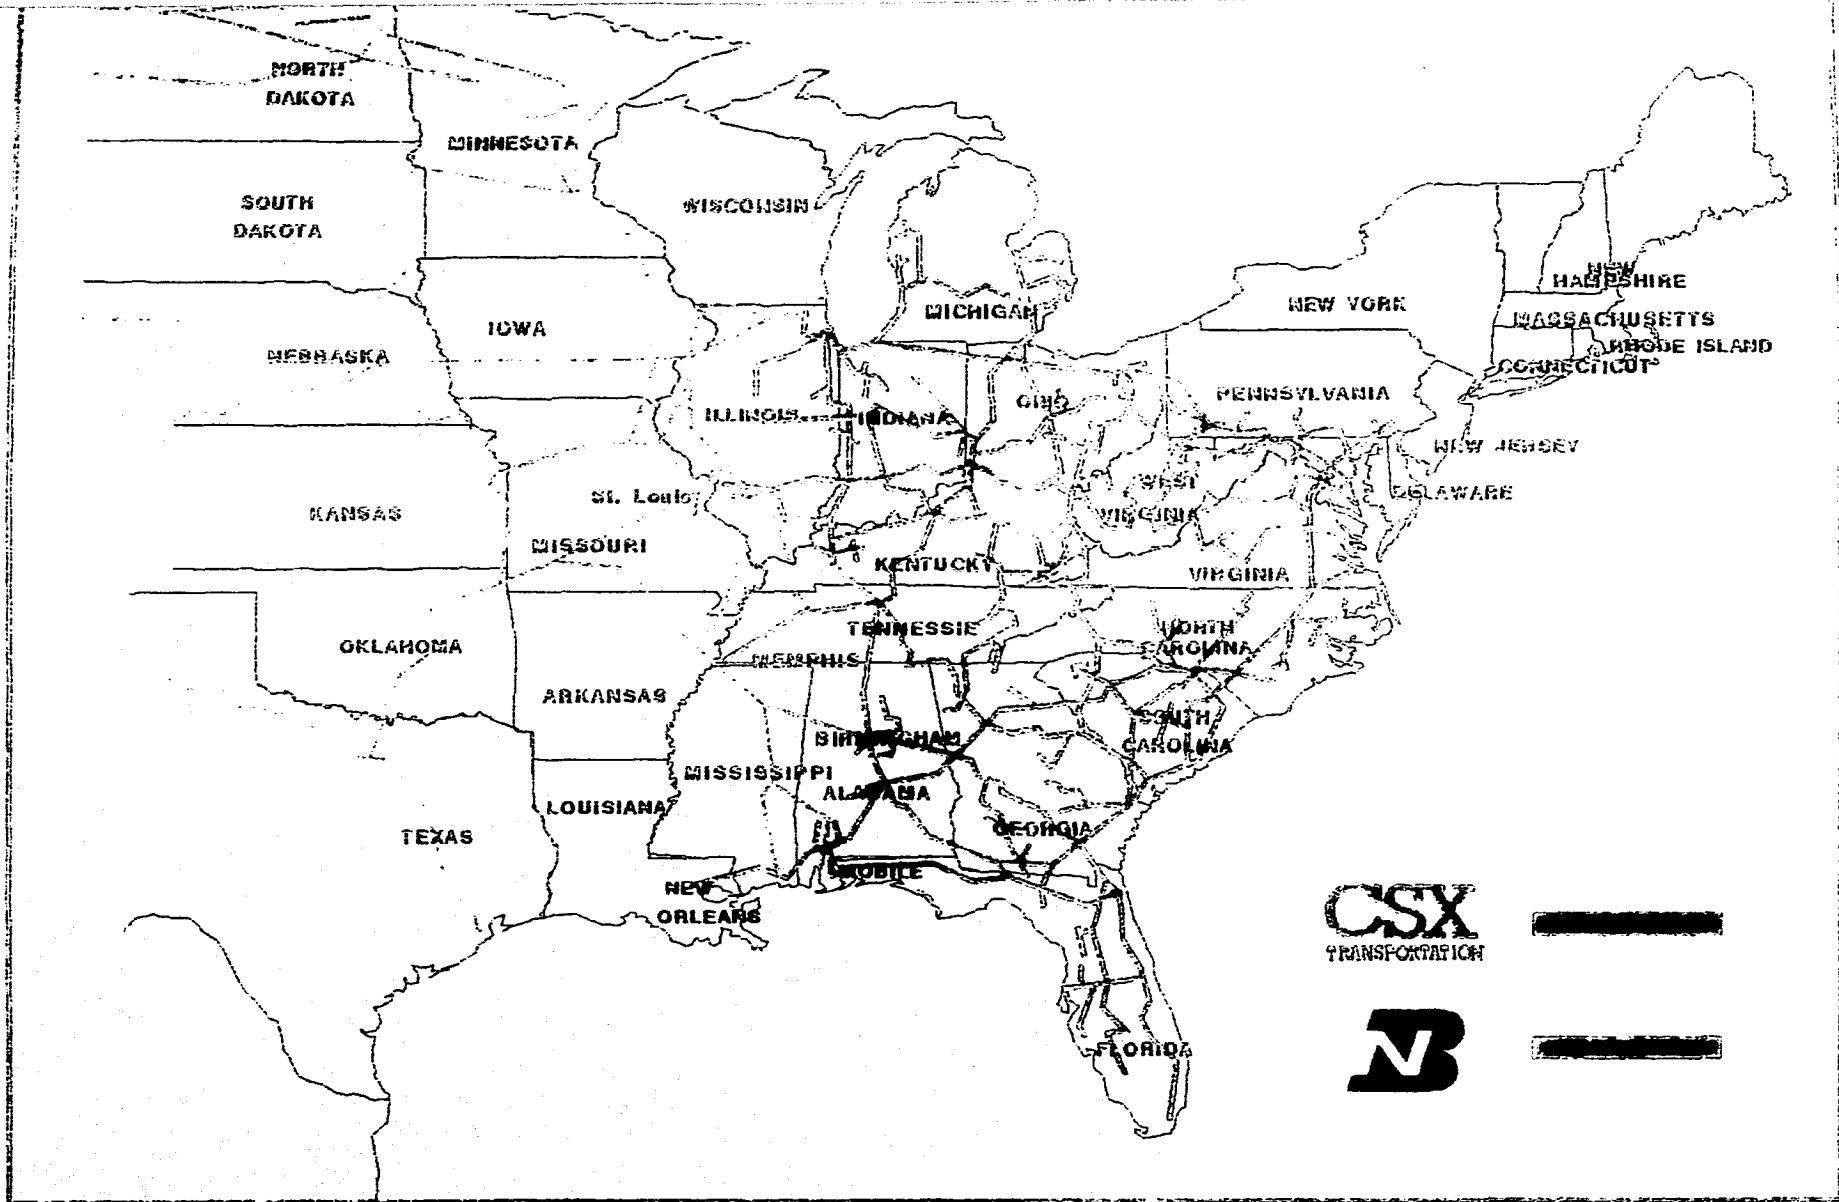 NORTH
DAKOTA
MINNESOTA
SOUTH
DAKOTA
WISCONSIN
NEW
HAMPSHIRE
MICHIGAN
NEW YORK
MASSACHUSETTS
IOWA
RHODE ISLAND
NEBRASKA
CONNECTICUT
PENNSYLVANIA
ILLINOIS
INDIANA
OHIO
NEW JERSEY
WEST
VIRGINIA
DELAWARE
St. Louis
KANSAS
MISSOURI
KENTUCKY
VIRGINIA
TENNESSIE
NORTH
CAROLINA
OKLAHOMA
MEMPHIS
ARKANSAS
SOUTH
CAROLINA
BIRMINGHAM
MISSISSIPPI
ALABAMA
LOUISIANA
GEORGIA
TEXAS
MOBILE
NEW
ORLEANS
CSX
TRANSPORTATION
BN
FLORIDA